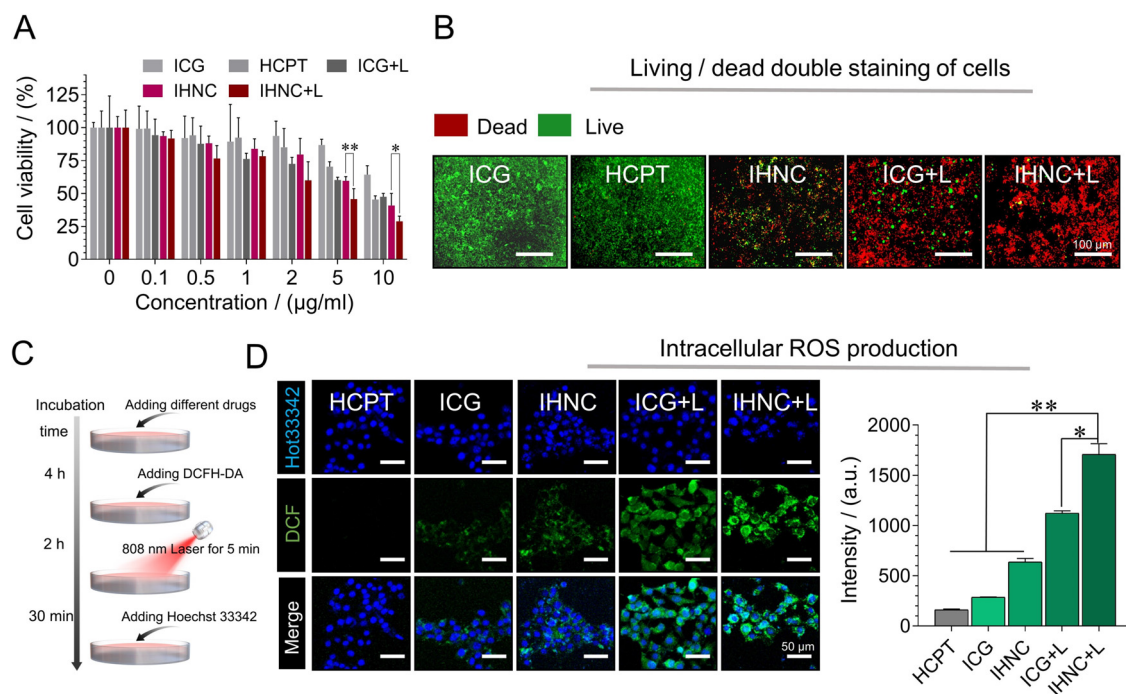 A
ICG HCPT ICG+L
IHNC IHNC+L
Cell viability / (%)
125
100
75
50
25
0
** *
0 0.1 0.5 1 2 5 10
Concentration / (µg/ml)
B
Living / dead double staining of cells
Dead Live
ICG HCPT IHNC ICG+L IHNC+L
100 µm
C
Incubation
time
4 h
2 h
30 min
Adding different drugs
Adding DCFH-DA
808 nm Laser for 5 min
Adding Hoechst 33342
D
Intracellular ROS production
Hot33342
DCF
Merge
HCPT ICG IHNC ICG+L IHNC+L
50 µm
Intensity / (a.u.)
2000
1500
1000
500
0
**
*
HCPT ICG IHNC ICG+L IHNC+L